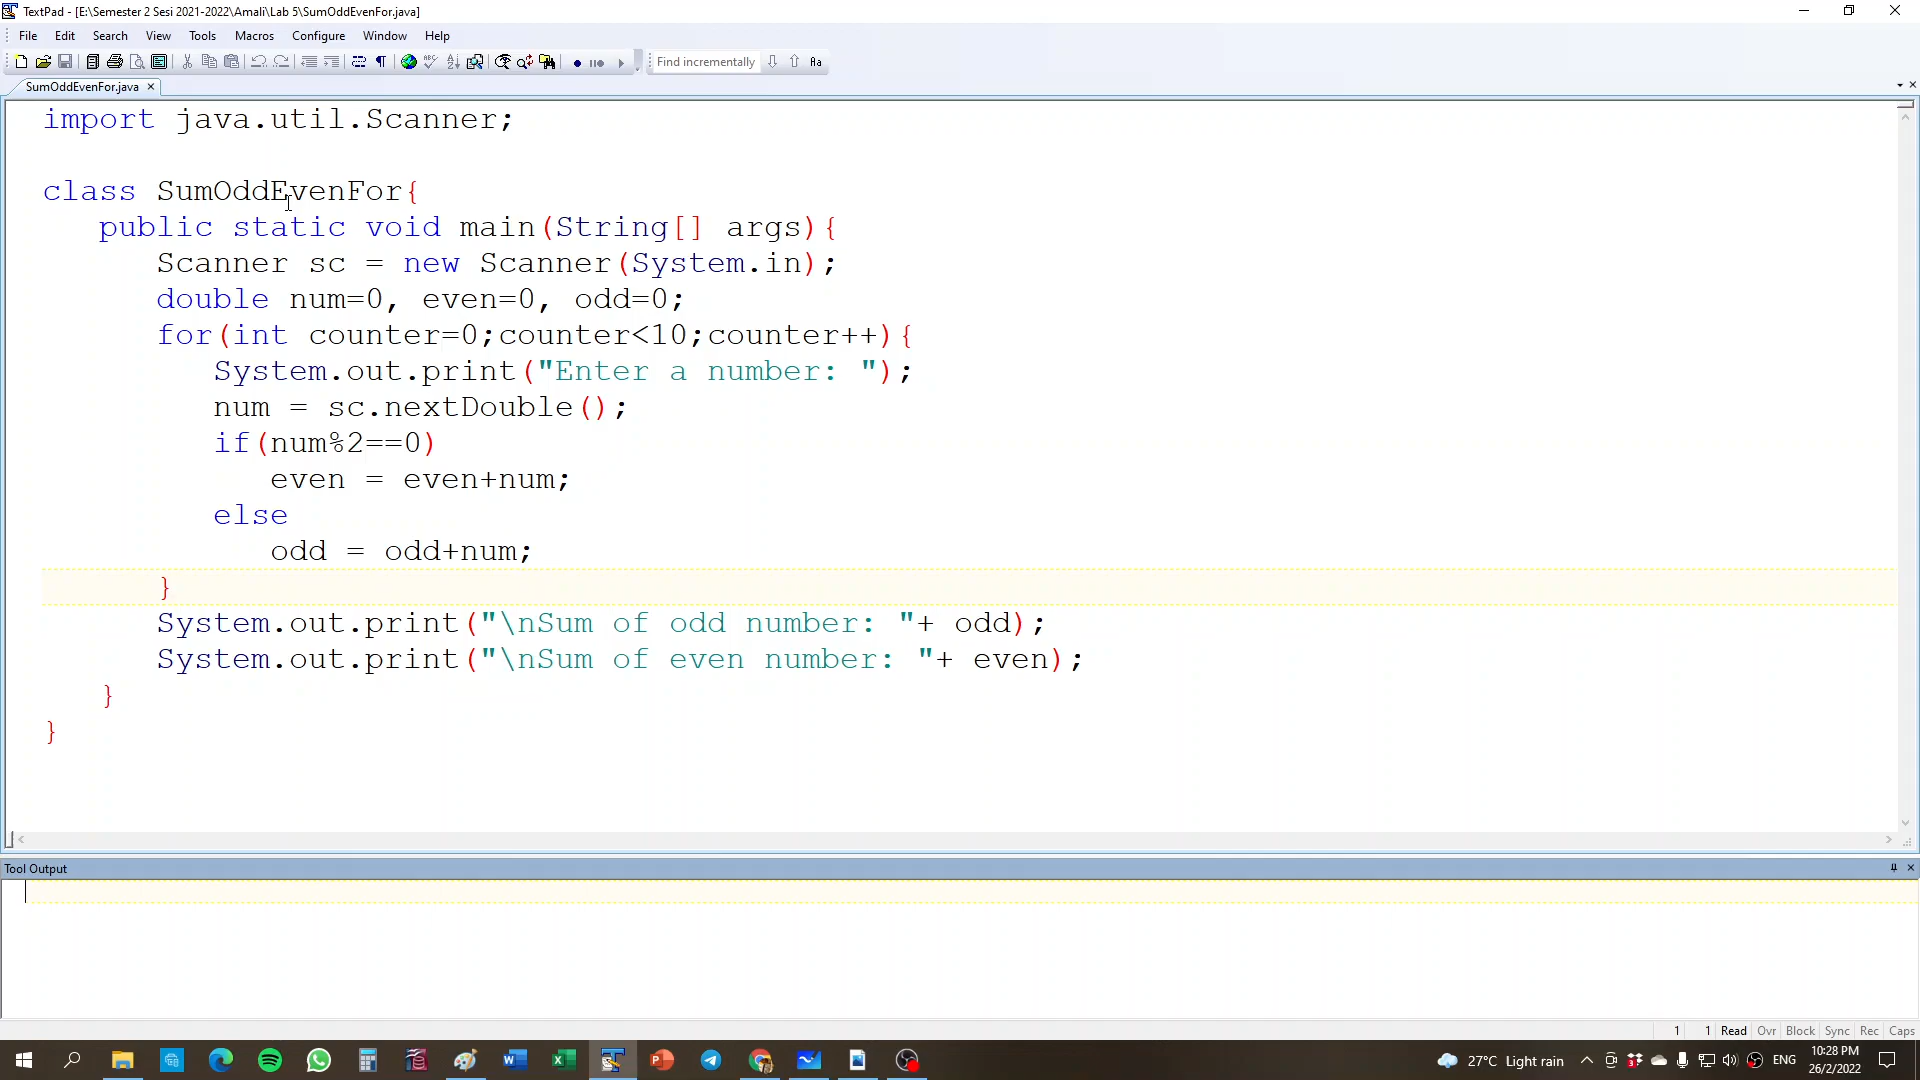 TextPad - [E:\Semester 2 Sesi 2021-2022\Amali\Lab 5\SumOddEvenFor.java]
File Edit Search View Tools Macros Configure Window Help
Find incrementally
SumOddEvenFor.java
import java.util.Scanner;
class SumOddEvenFor{
public static void main(String[] args){
Scanner sc = new Scanner(System.in);
double num=0, even=0, odd=0;
for(int counter=0;counter<10;counter++){
System.out.print("Enter a number: ");
num = sc.nextDouble();
if(num%2==0)
even = even+num;
else
odd = odd+num;
}
System.out.print("\nSum of odd number: "+ odd);
System.out.print("\nSum of even number: "+ even);
}
}
Tool Output
1 1 Read Ovr Block Sync Rec Caps
27°C Light rain ENG 10:28 PM
26/2/2022